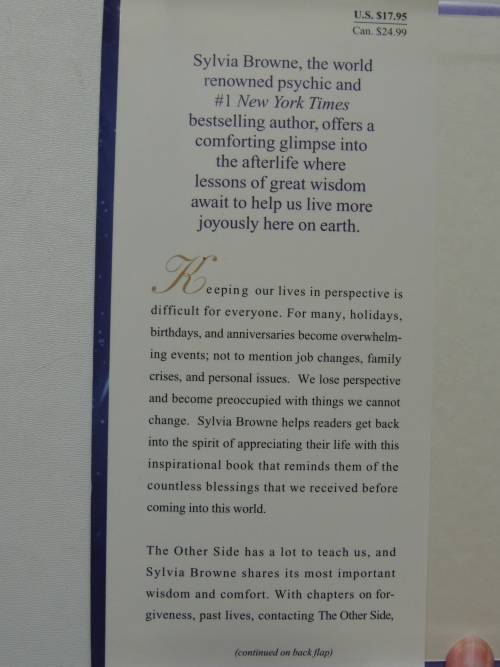 U.S. $17.95
Can. $24.99
Sylvia Browne, the world
renowned psychic and
#1 New York Times
bestselling author, offers a
comforting glimpse into
the afterlife where
lessons of great wisdom
await to help us live more
joyously here on earth.
Keeping our lives in perspective is
difficult for everyone. For many, holidays,
birthdays, and anniversaries become overwhelm-
ing events; not to mention job changes, family
crises, and personal issues. We lose perspective
and become preoccupied with things we cannot
change. Sylvia Browne helps readers get back
into the spirit of appreciating their life with this
inspirational book that reminds them of the
countless blessings that we received before
coming into this world.
The Other Side has a lot to teach us, and
Sylvia Browne shares its most important
wisdom and comfort. With chapters on for-
giveness, past lives, contacting The Other Side,
(continued on back flap)